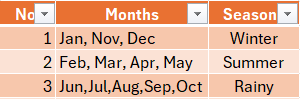 No Months Season
1 Jan, Nov, Dec Winter
2 Feb, Mar, Apr, May Summer
3 Jun,Jul,Aug,Sep,Oct Rainy